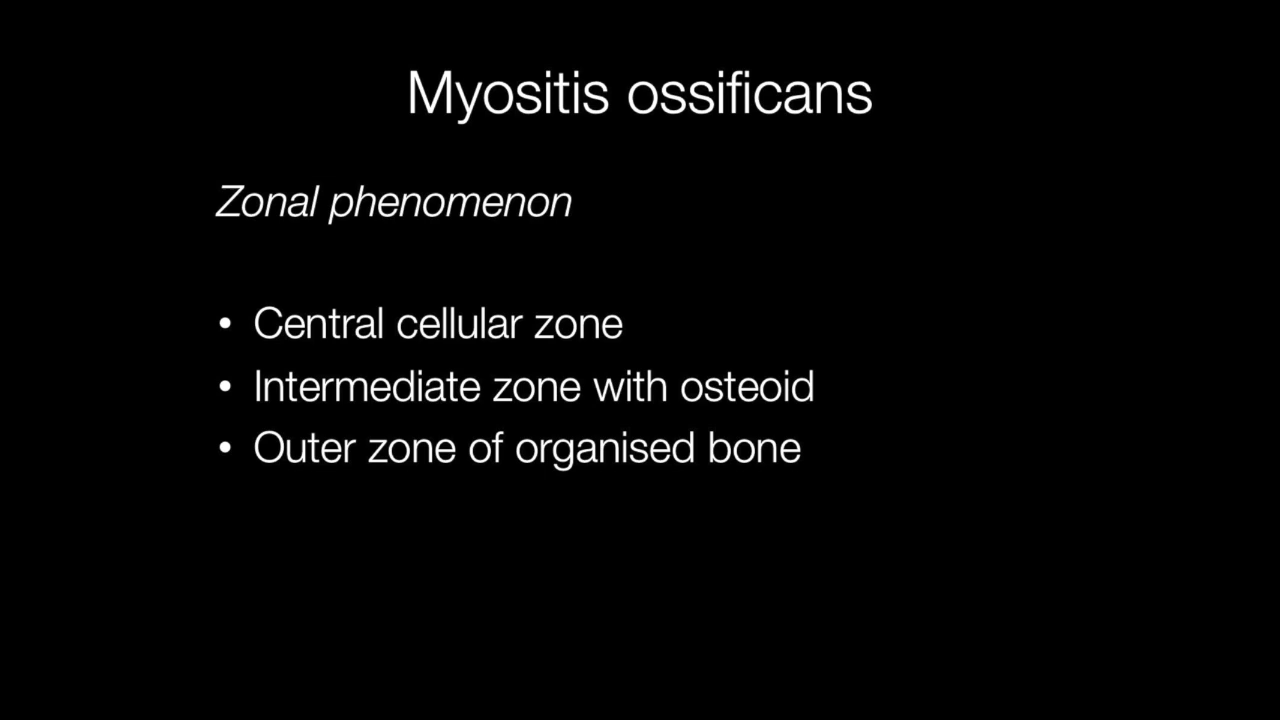 Myositis ossificans
Zonal phenomenon
• Central cellular zone
• Intermediate zone with osteoid
• Outer zone of organised bone